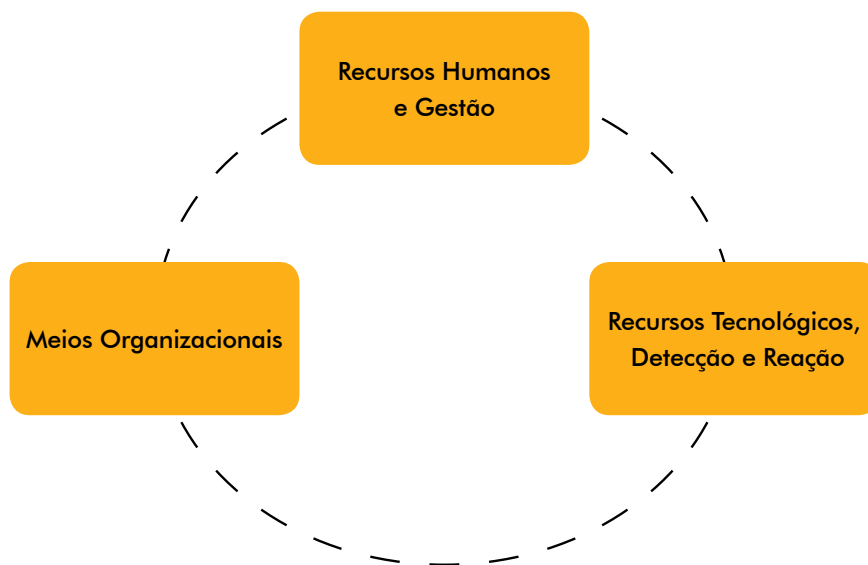 Recursos Humanos
e Gestão
Meios Organizacionais
Recursos Tecnológicos,
Detecção e Reação